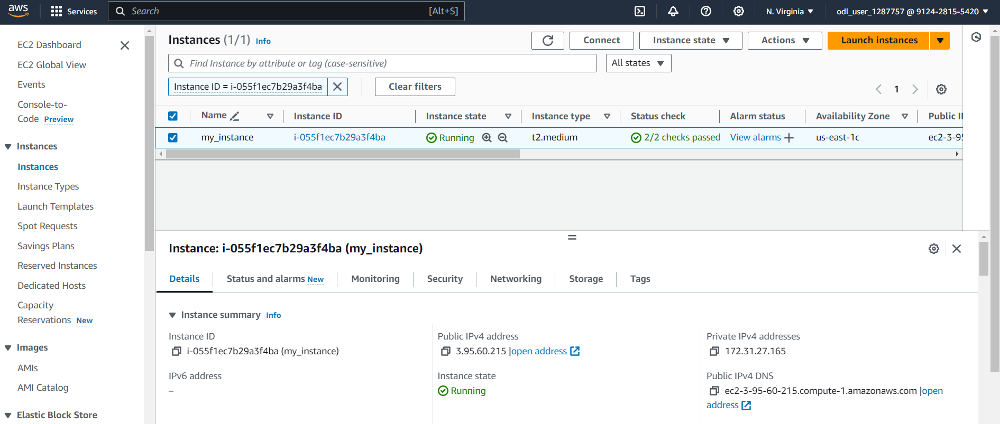 aws
Services
Search [Alt+S]
N. Virginia
odl_user_1287757 @ 9124-2815-5420
EC2 Dashboard
EC2 Global View
Events
Console-to-
Code Preview
Instances
Instances
Instance Types
Launch Templates
Spot Requests
Savings Plans
Reserved Instances
Dedicated Hosts
Capacity
Reservations New
Images
AMIs
AMI Catalog
Elastic Block Store
Instances (1/1) Info
Connect
Instance state
Actions
Launch instances
Find Instance by attribute or tag (case-sensitive)
All states
Instance ID = i-055f1ec7b29a3f4ba
Clear filters
1
Name Instance ID Instance state Instance type Status check Alarm status Availability Zone Public
my_instance i-055f1ec7b29a3f4ba Running t2.medium 2/2 checks passed View alarms us-east-1c ec2-3-95
Instance: i-055f1ec7b29a3f4ba (my_instance)
Details Status and alarms New Monitoring Security Networking Storage Tags
Instance summary Info
Instance ID
i-055f1ec7b29a3f4ba (my_instance)
Public IPv4 address
3.95.60.215 |open address
Private IPv4 addresses
172.31.27.165
IPv6 address
–
Instance state
Running
Public IPv4 DNS
ec2-3-95-60-215.compute-1.amazonaws.com |open
address